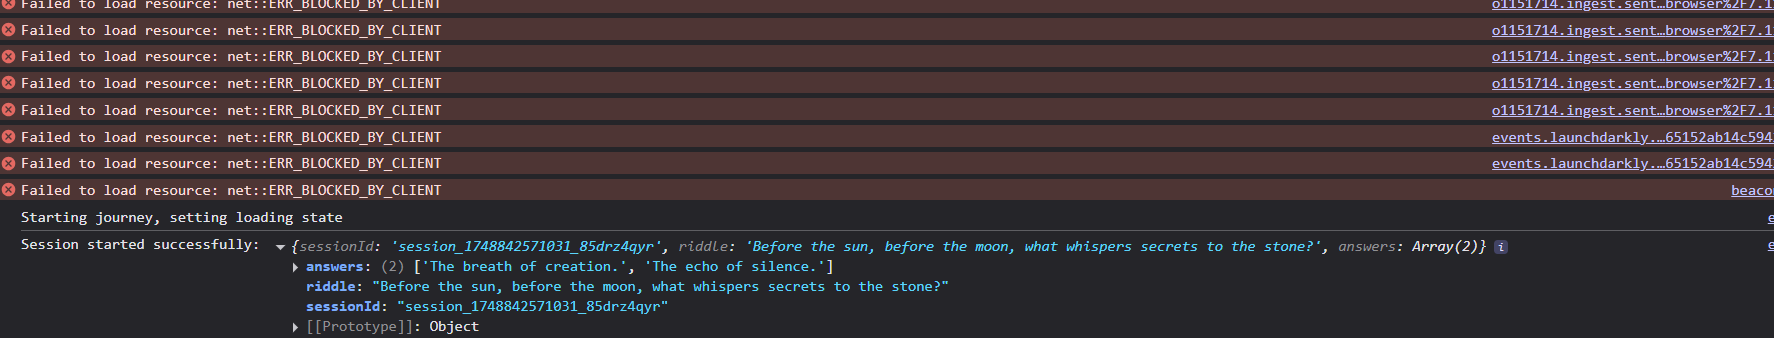 Failed to load resource: net::ERR_BLOCKED_BY_CLIENT o1151714.ingest.sent…browser%2F7.1
Failed to load resource: net::ERR_BLOCKED_BY_CLIENT o1151714.ingest.sent…browser%2F7.1
Failed to load resource: net::ERR_BLOCKED_BY_CLIENT o1151714.ingest.sent…browser%2F7.1
Failed to load resource: net::ERR_BLOCKED_BY_CLIENT o1151714.ingest.sent…browser%2F7.1
Failed to load resource: net::ERR_BLOCKED_BY_CLIENT o1151714.ingest.sent…browser%2F7.1
Failed to load resource: net::ERR_BLOCKED_BY_CLIENT events.launchdarkly.…65152ab14c594
Failed to load resource: net::ERR_BLOCKED_BY_CLIENT events.launchdarkly.…65152ab14c594
Failed to load resource: net::ERR_BLOCKED_BY_CLIENT beaco
Starting journey, setting loading state e
Session started successfully: {sessionId: 'session_1748842571031_85drz4qyr', riddle: 'Before the sun, before the moon, what whispers secrets to the stone?', answers: Array(2)} i e
answers: (2) ['The breath of creation.', 'The echo of silence.']
riddle: "Before the sun, before the moon, what whispers secrets to the stone?"
sessionId: "session_1748842571031_85drz4qyr"
[[Prototype]]: Object